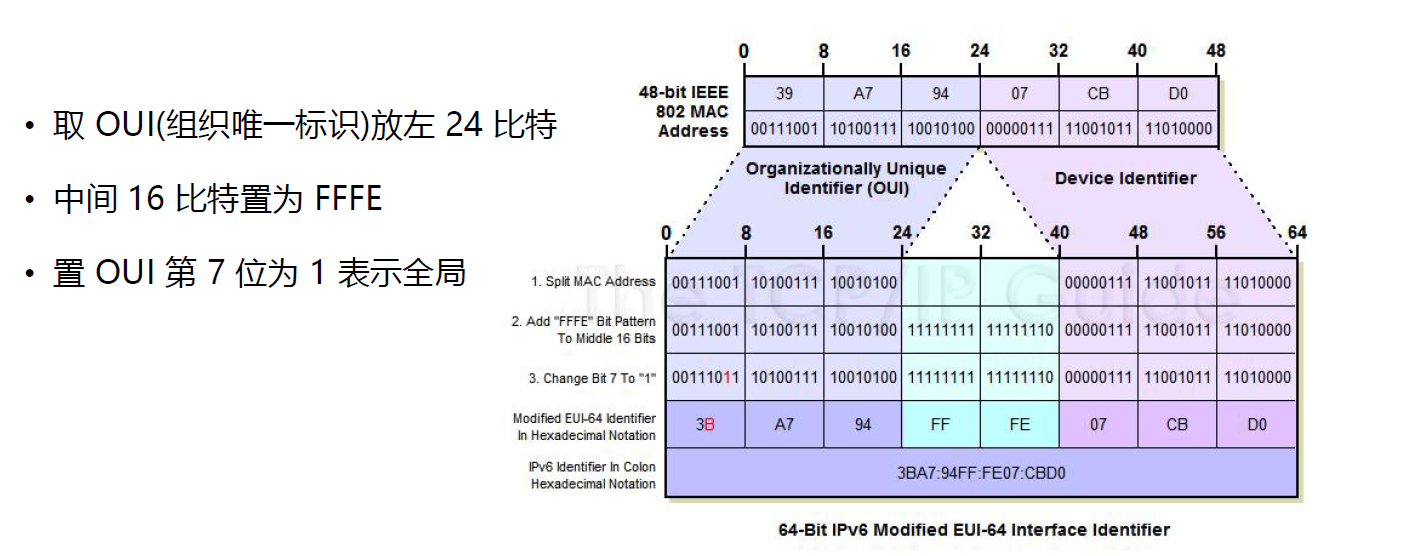 • 取 OUI(组织唯一标识)放左 24 比特
• 中间 16 比特置为 FFFE
• 置 OUI 第 7 位为 1 表示全局
0 8 16 24 32 40 48
48-bit IEEE
802 MAC
Address
39 A7 94 07 CB D0
00111001 10100111 10010100 00000111 11001011 11010000
Organizationally Unique
Identifier (OUI)
Device Identifier
0 8 16 24 32 40 48 56 64
The TCP/IP Guide
1. Split MAC Address
00111001 10100111 10010100 00000111 11001011 11010000
2. Add "FFFE" Bit Pattern
To Middle 16 Bits
00111001 10100111 10010100 11111111 11111110 00000111 11001011 11010000
3. Change Bit 7 To "1"
00111011 10100111 10010100 11111111 11111110 00000111 11001011 11010000
Modified EUI-64 Identifier
In Hexadecimal Notation
3B A7 94 FF FE 07 CB D0
IPv6 Identifier In Colon
Hexadecimal Notation
3BA7:94FF:FE07:CBD0
64-Bit IPv6 Modified EUI-64 Interface Identifier